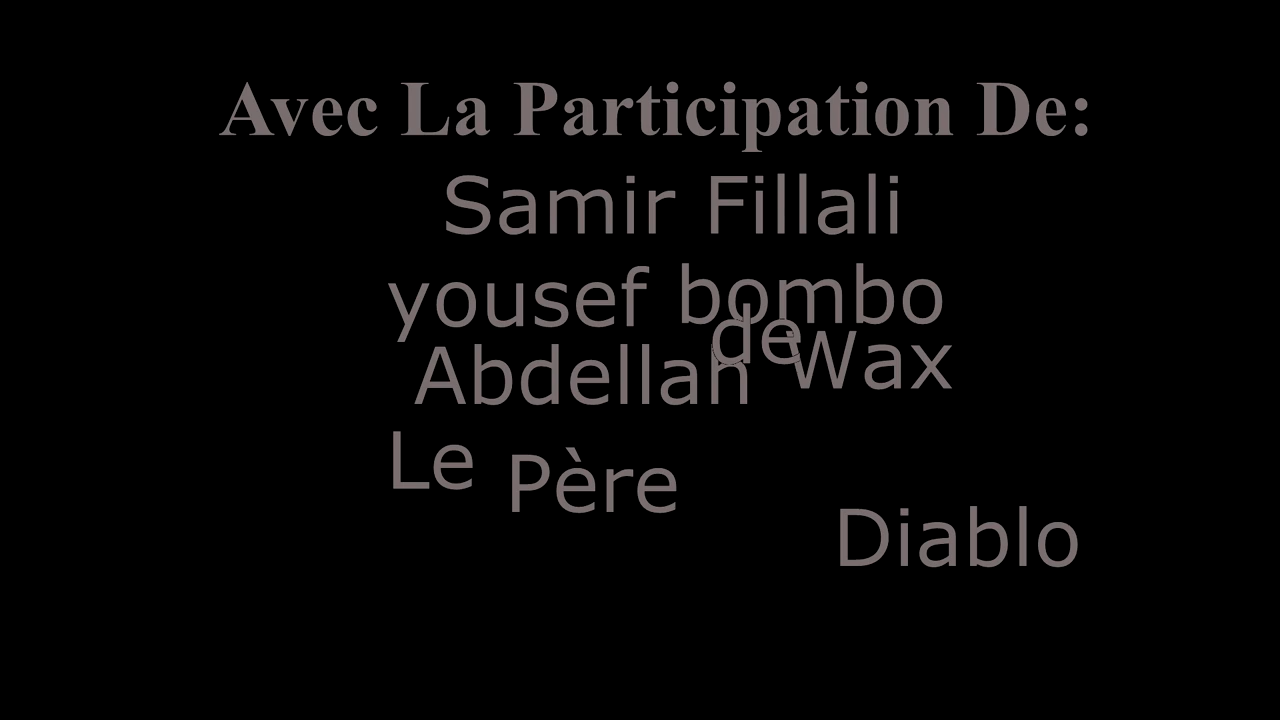 Avec La Participation De:
Samir Fillali
yousef bombo
Abdellah Wax
Le Père de Diablo